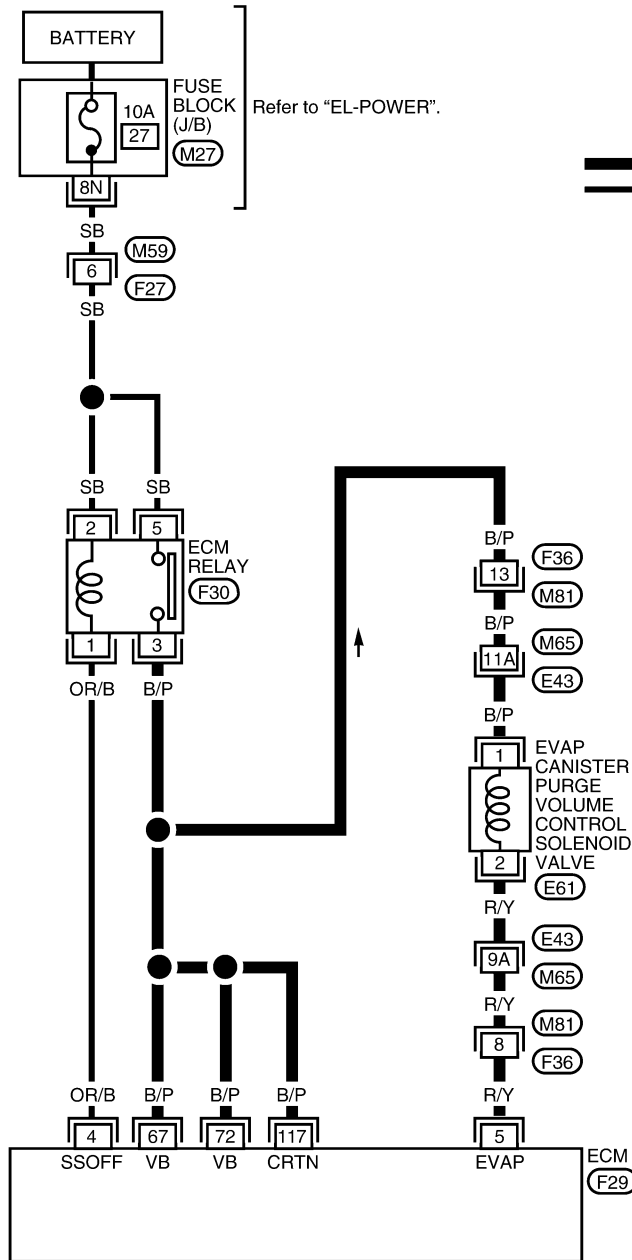 BATTERY
FUSE
BLOCK
(J/B)
10A
27
M27
Refer to “EL-POWER”.
8N
SB
M59
6
F27
SB
SB SB
2 5
ECM
RELAY
F30
1 3
OR/B B/P
B/P
F36
13
M81
B/P
M65
11A
E43
B/P
1
EVAP
CANISTER
PURGE
VOLUME
CONTROL
SOLENOID
VALVE
2
E61
R/Y
E43
9A
M65
R/Y
M81
8
F36
OR/B B/P B/P B/P R/Y
4 67 72 117 5
SSOFF VB VB CRTN EVAP
ECM
F29